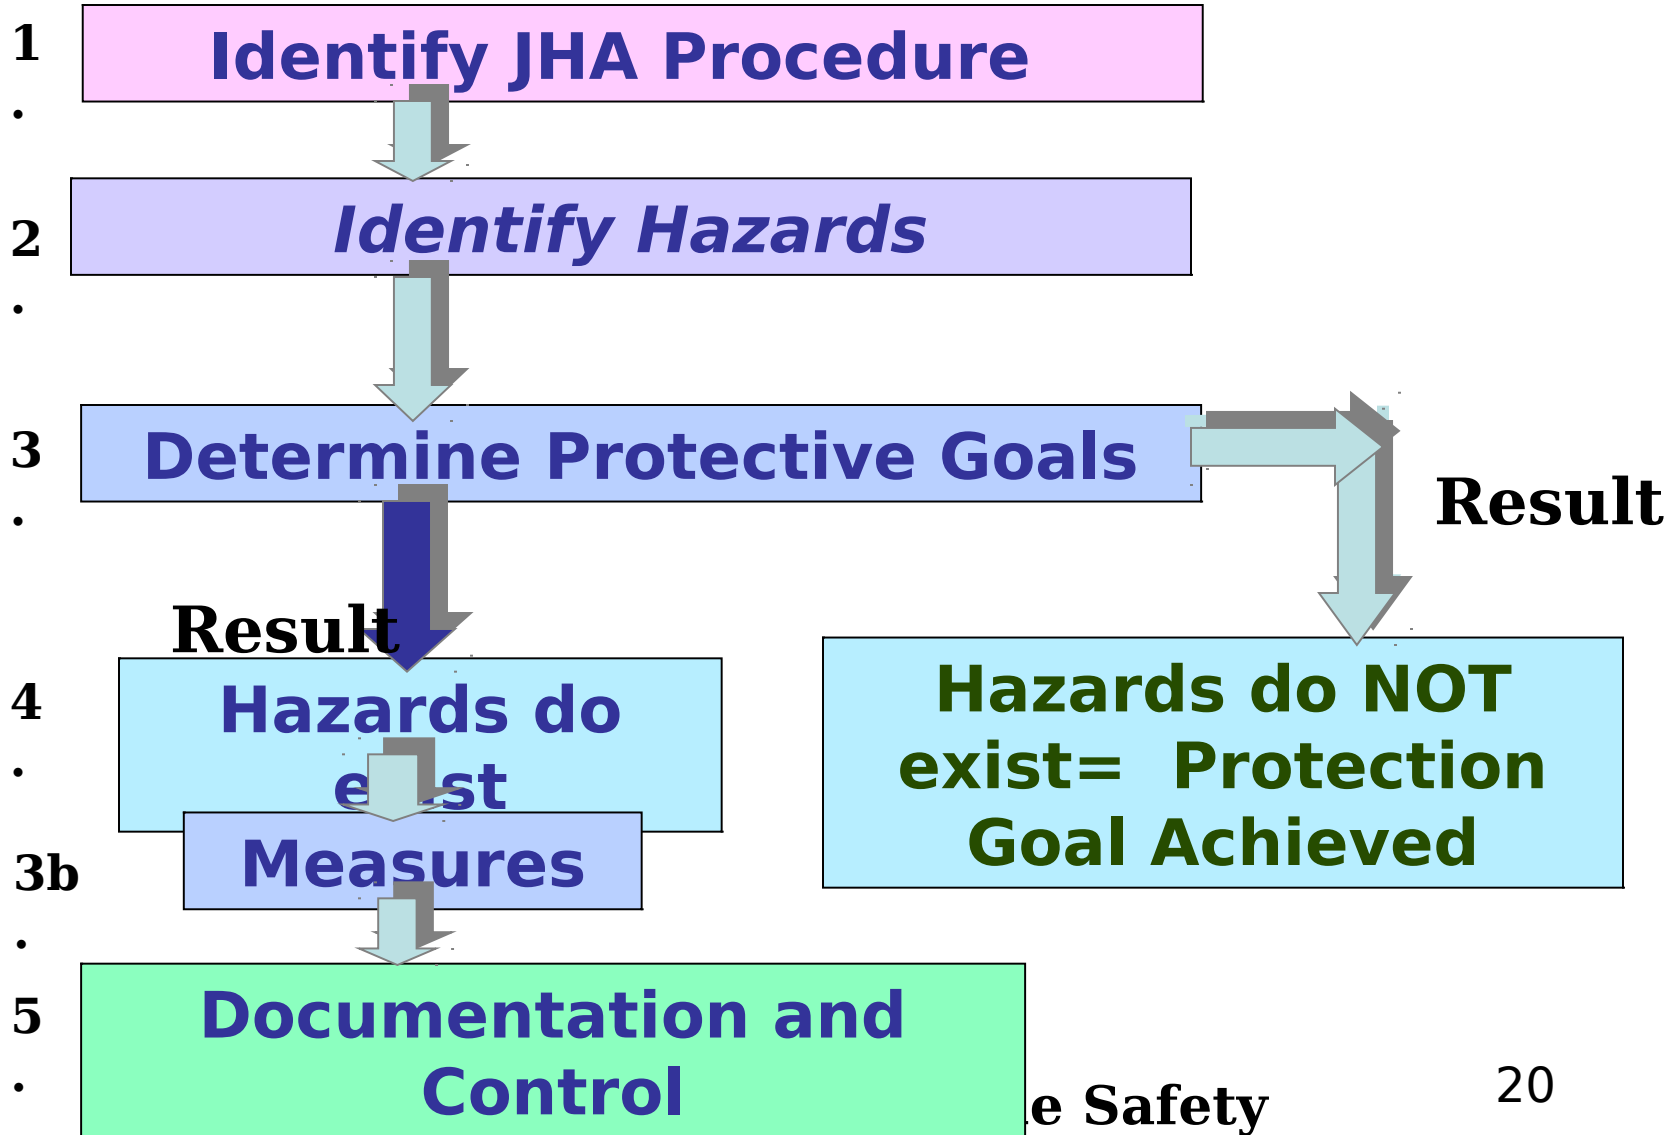 1
.
Identify JHA Procedure
2
.
Identify Hazards
3
.
Determine Protective Goals
Result
Result
4
.
Hazards do
Hazards do NOT
exist= Protection
Goal Achieved
3b
.
Measures
5
.
Documentation and
Control
Safety
20